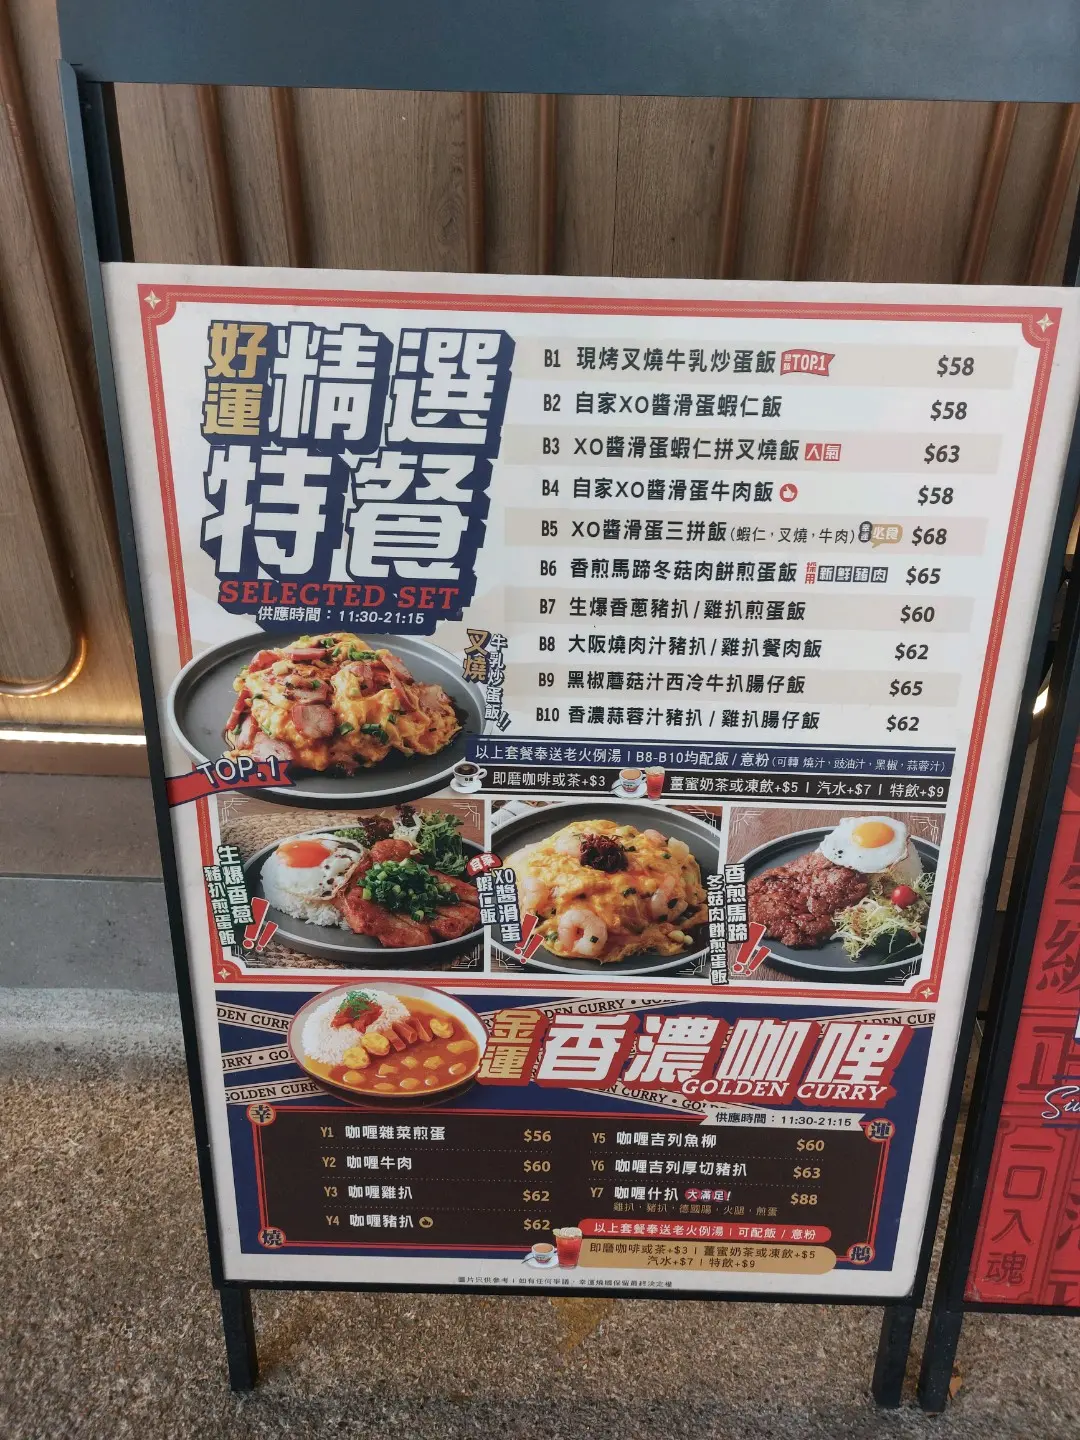 好運精選
特餐
SELECTED SET
供應時間：11:30-21:15
B1 現烤叉燒牛乳炒蛋飯 TOP.1 $58
B2 自家XO醬滑蛋蝦仁飯 $58
B3 XO醬滑蛋蝦仁拼叉燒飯 人氣 $63
B4 自家XO醬滑蛋牛肉飯 $58
B5 XO醬滑蛋三拼飯(蝦仁，叉燒，牛肉) 必食 $68
B6 香煎馬蹄冬菇肉餅煎蛋飯 採用新鮮豬肉 $65
B7 生爆香蔥豬扒/雞扒煎蛋飯 $60
B8 大阪燒肉汁豬扒/雞扒餐肉飯 $62
B9 黑椒蘑菇汁西冷牛扒腸仔飯 $65
B10 香濃蒜蓉汁豬扒/雞扒腸仔飯 $62
以上套餐奉送老火例湯 | B8-B10均配飯/意粉(可轉 燒汁，豉油汁，黑椒，蒜蓉汁)
即磨咖啡或茶+$3 | 薑蜜奶茶或凍飲+$5 | 汽水+$7 | 特飲+$9
叉燒
牛乳炒蛋飯!!
TOP.1
生爆香蔥
豬扒煎蛋飯!!
自家
XO醬滑蛋
蝦仁飯!!
香煎馬蹄
冬菇肉餅煎蛋飯!!
金運香濃咖喱
GOLDEN CURRY
供應時間：11:30-21:15
幸
運
燒
鵝
Y1 咖喱雜菜煎蛋 $56
Y2 咖喱牛肉 $60
Y3 咖喱雞扒 $62
Y4 咖喱豬扒 $62
Y5 咖喱吉列魚柳 $60
Y6 咖喱吉列厚切豬扒 $63
Y7 咖喱什扒 大滿足! $88
雞扒，豬扒，德國腸，火腿，煎蛋
以上套餐奉送老火例湯 | 可配飯/意粉
即磨咖啡或茶+$3 | 薑蜜奶茶或凍飲+$5
汽水+$7 | 特飲+$9
一口入魂